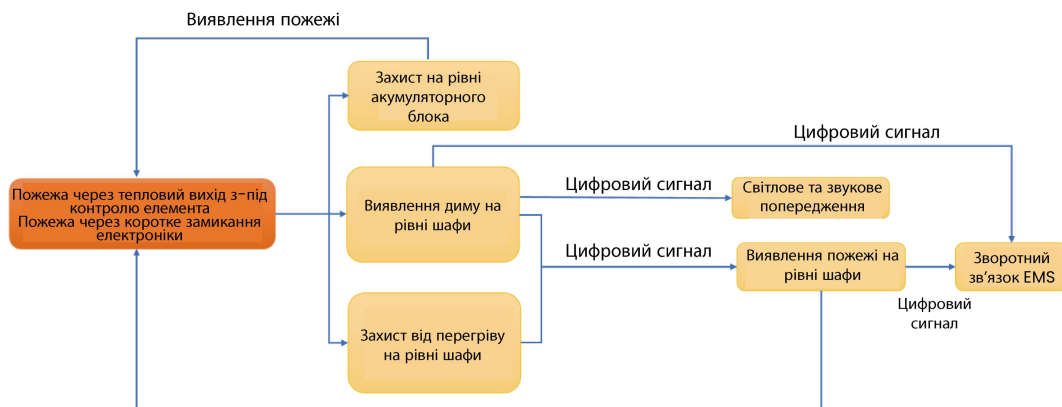 Виявлення пожежі
Захист на рівні
акумуляторного
блока
Цифровий сигнал
Пожежа через тепловий вихід з-під
контролю елемента
Пожежа через коротке замикання
електроніки
Виявлення диму на
рівні шафи
Цифровий сигнал
Світлове та звукове
попередження
Цифровий сигнал
Виявлення пожежі на
рівні шафи
Зворотний
зв'язок EMS
Цифровий
сигнал
Захист від перегріву
на рівні шафи